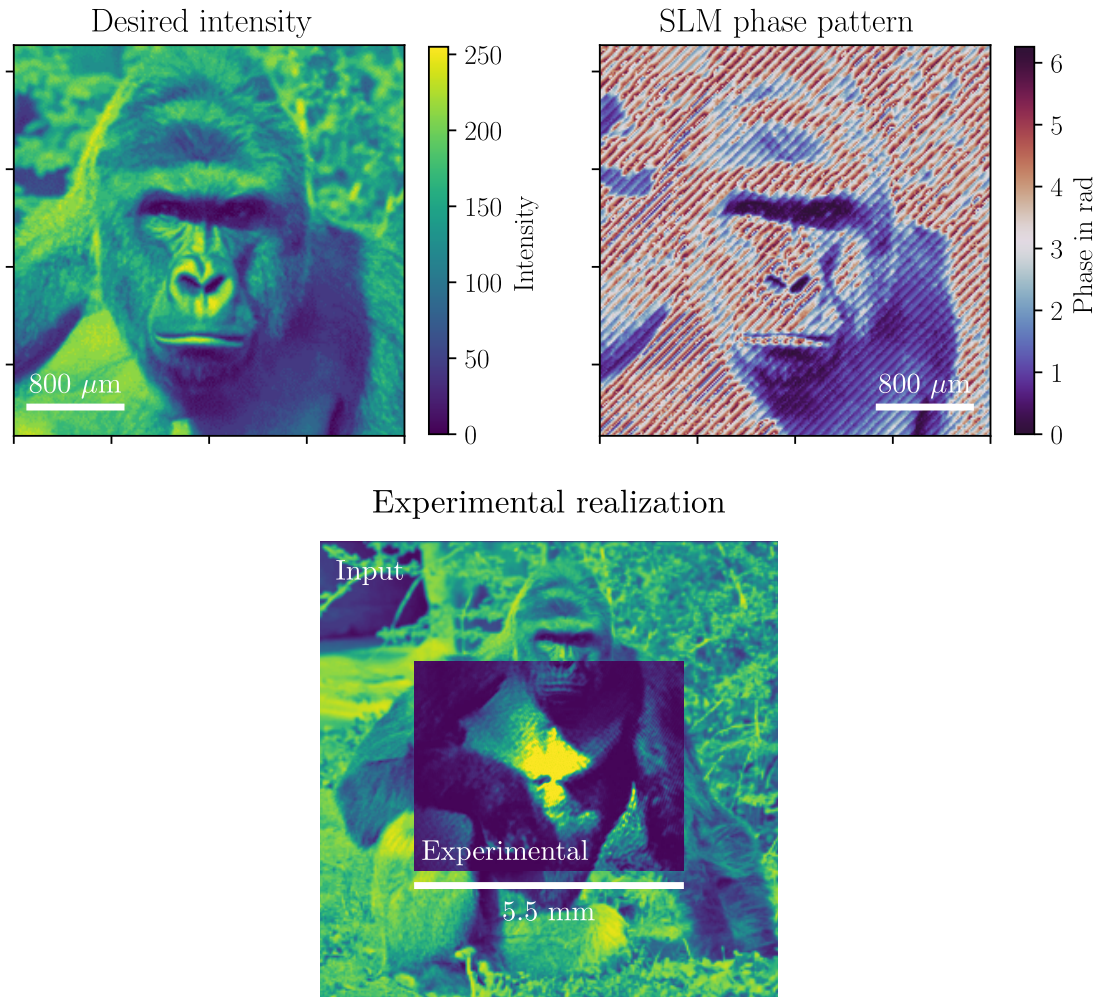 Desired intensity
SLM phase pattern
250
200
150
100
50
0
Intensity
800 μm
6
5
4
3
2
1
0
Phase in rad
800 μm
Experimental realization
Input
Experimental
5.5 mm